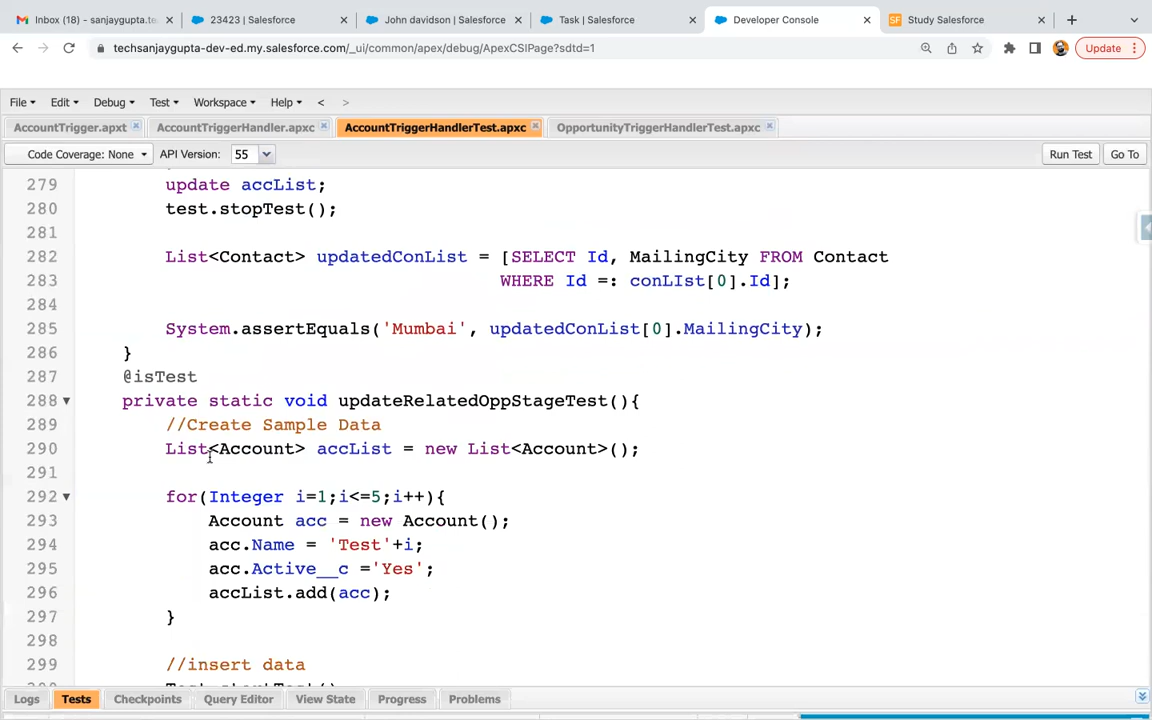 Inbox (18) - sanjaygupta.te
23423 | Salesforce
John davidson | Salesforce
Task | Salesforce
Developer Console
SF Study Salesforce
techsanjaygupta-dev-ed.my.salesforce.com/_ui/common/apex/debug/ApexCSIPage?sdtd=1
Update
File Edit Debug Test Workspace Help < >
AccountTrigger.apxt AccountTriggerHandler.apxc AccountTriggerHandlerTest.apxc OpportunityTriggerHandlerTest.apxc
Code Coverage: None API Version: 55 Run Test Go To
279 update accList;
280 test.stopTest();
281
282 List<Contact> updatedConList = [SELECT Id, MailingCity FROM Contact
283 WHERE Id =: conLIst[0].Id];
284
285 System.assertEquals('Mumbai', updatedConList[0].MailingCity);
286 }
287 @isTest
288 private static void updateRelatedOppStageTest(){
289 //Create Sample Data
290 List<Account> accList = new List<Account>();
291
292 for(Integer i=1;i<=5;i++){
293 Account acc = new Account();
294 acc.Name = 'Test'+i;
295 acc.Active__c ='Yes';
296 accList.add(acc);
297 }
298
299 //insert data
Logs Tests Checkpoints Query Editor View State Progress Problems